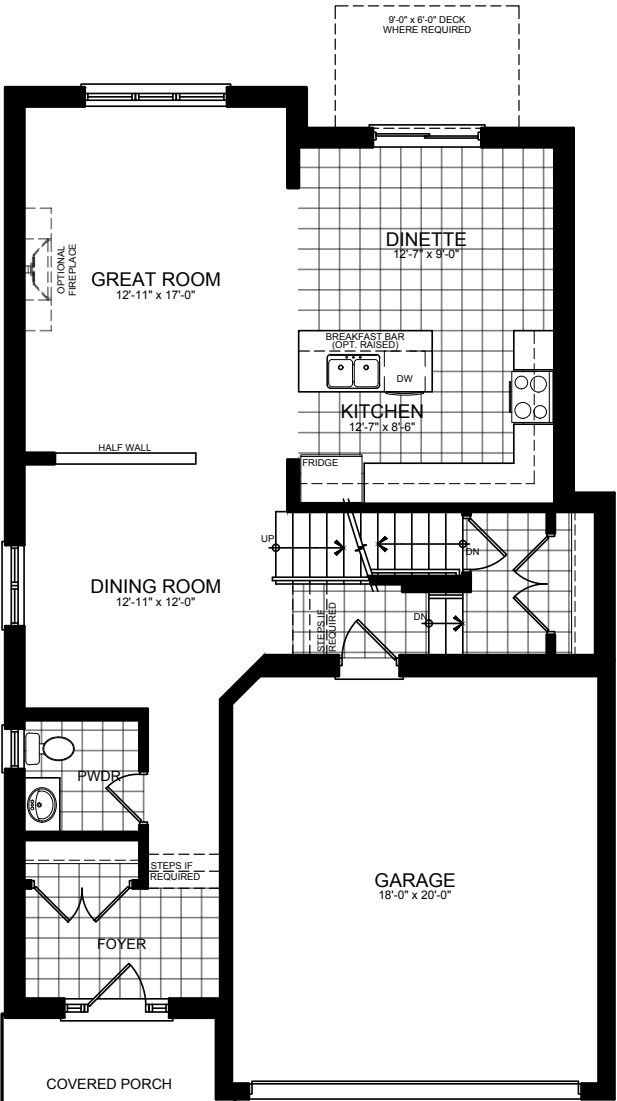 9'-0" x 6'-0" DECK
WHERE REQUIRED
DINETTE
12'-7" x 9'-0"
OPTIONAL
FIREPLACE
GREAT ROOM
12'-11" x 17'-0"
BREAKFAST BAR
(OPT. RAISED)
DW
KITCHEN
12'-7" x 8'-6"
HALF WALL
FRIDGE
UP
DN
DINING ROOM
12'-11" x 12'-0"
STEPS IF
REQUIRED
DN
PWDR
STEPS IF
REQUIRED
GARAGE
18'-0" x 20'-0"
FOYER
COVERED PORCH